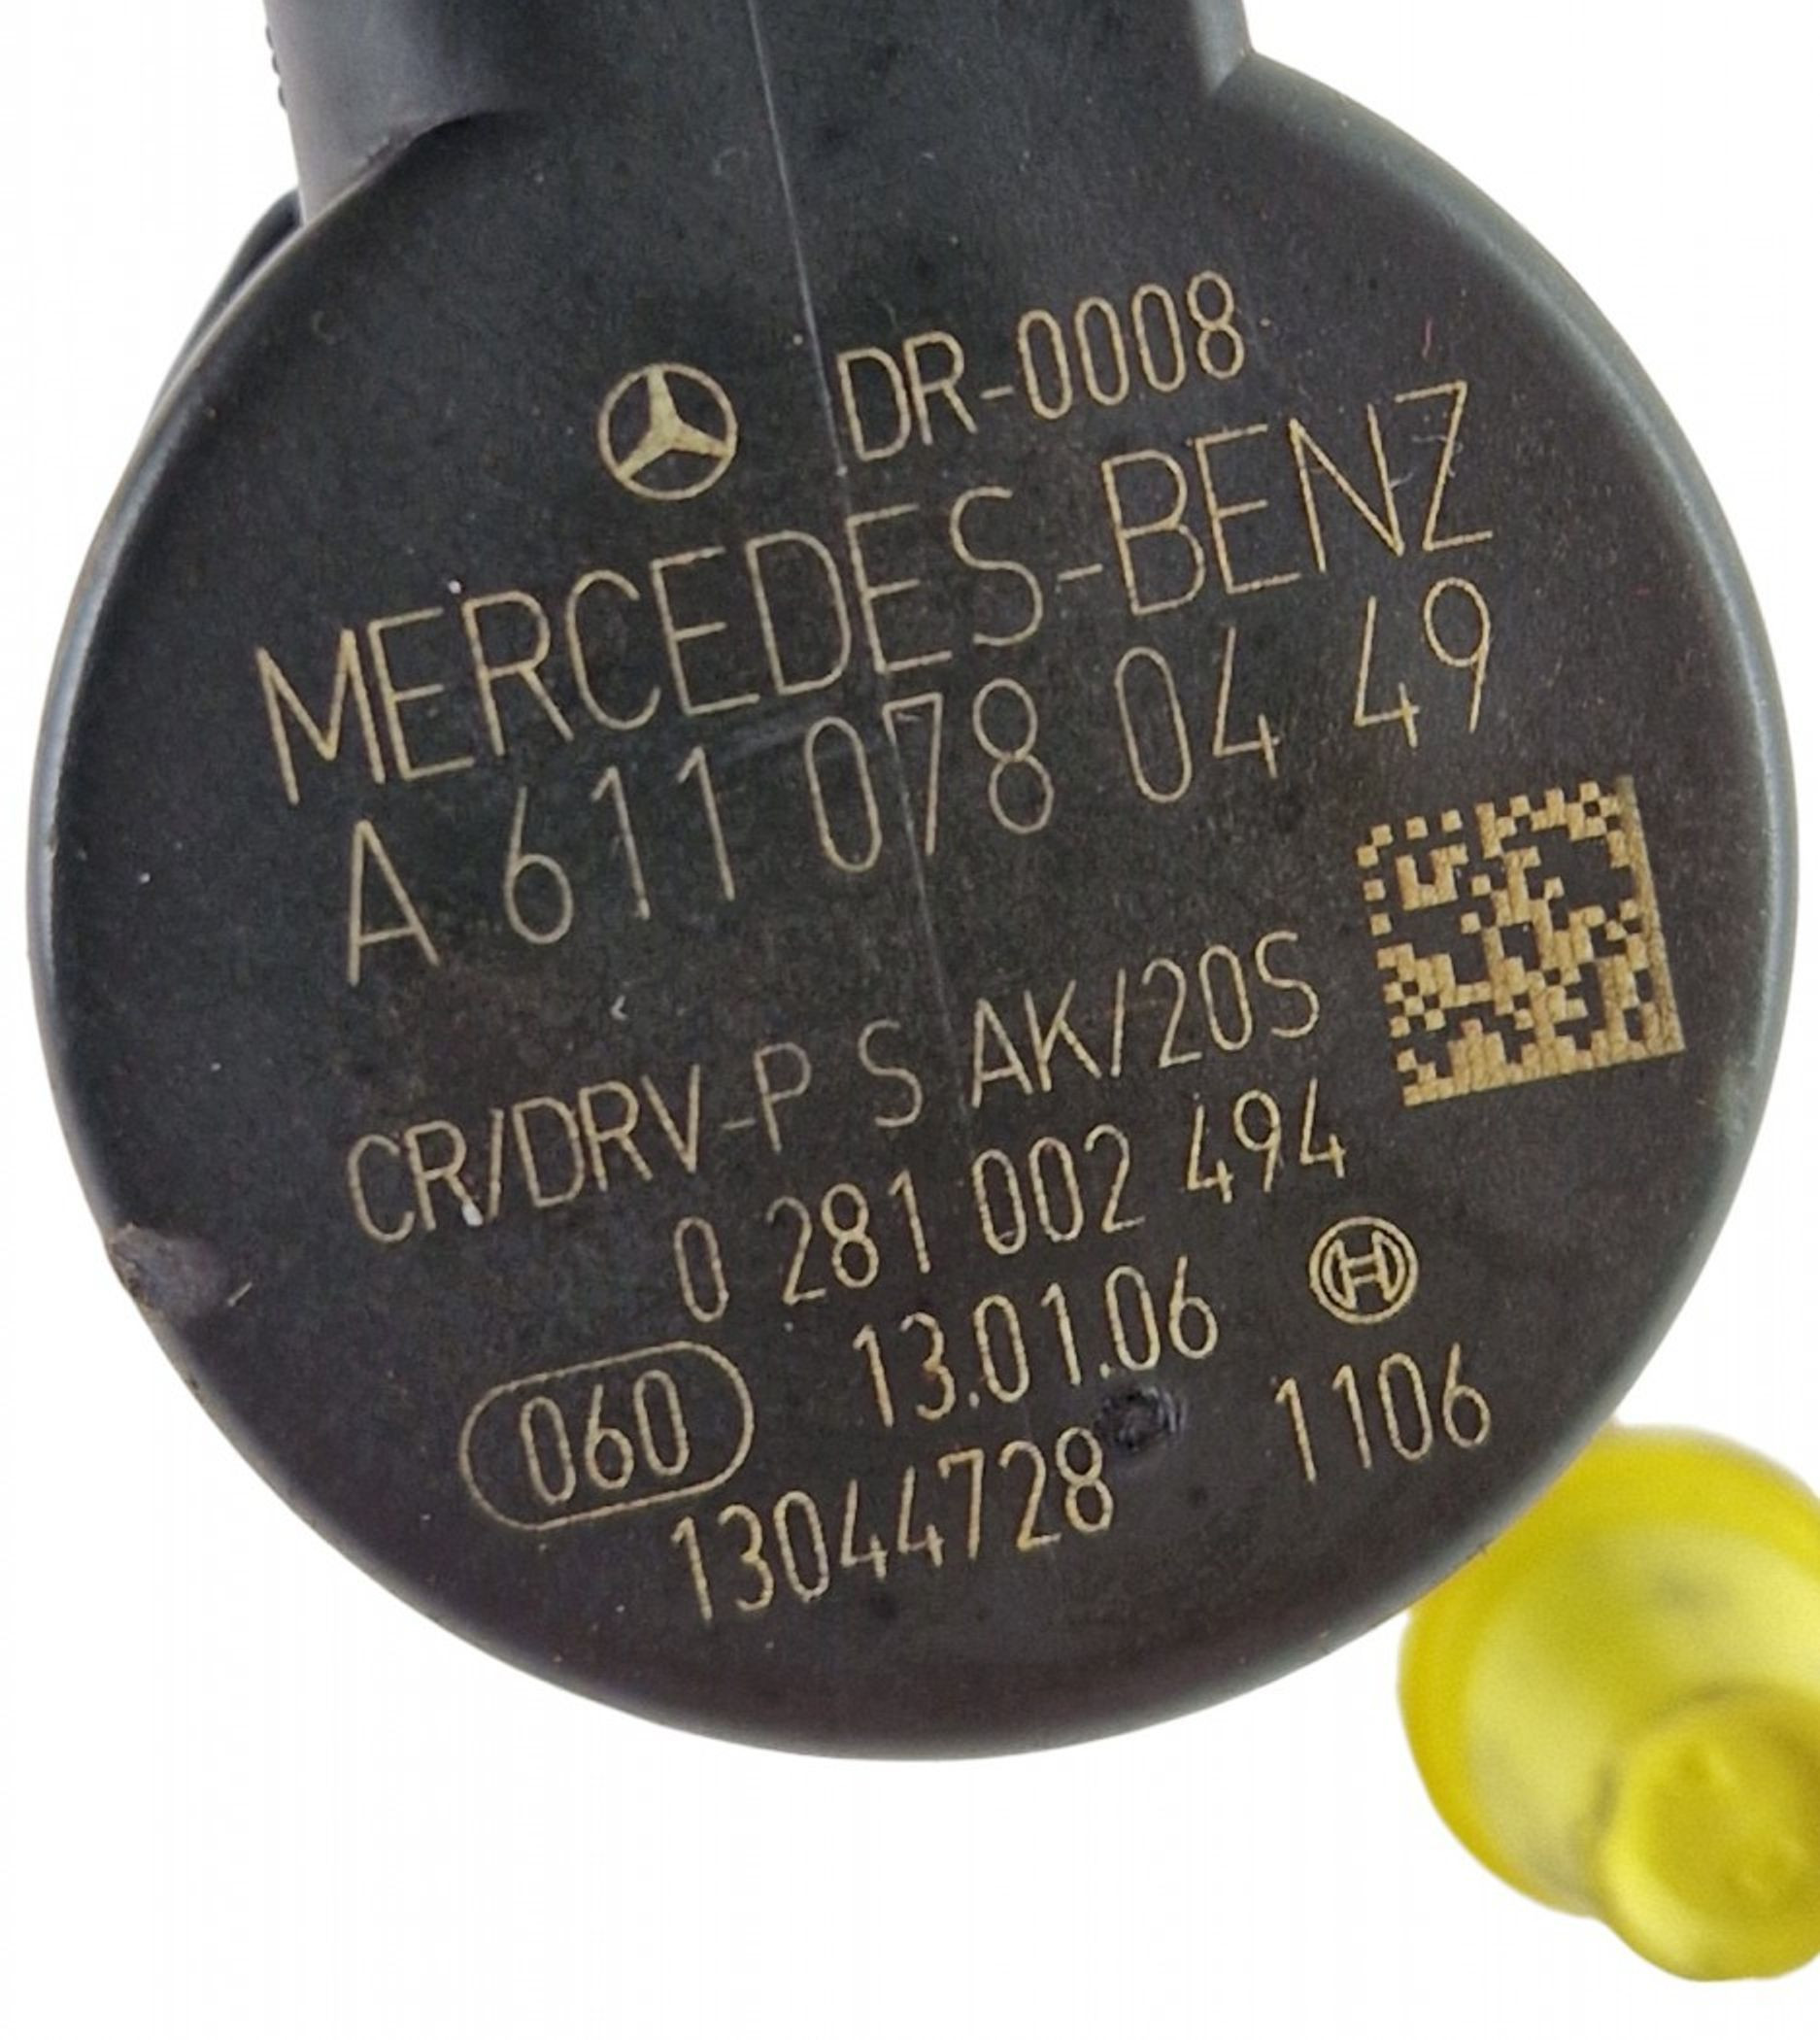 DR-0008
MERCEDES-BENZ
A 611 078 04 49
CR/DRV-P S AK/20S
0 281 002 494
060 13.01.06
13044728 1106